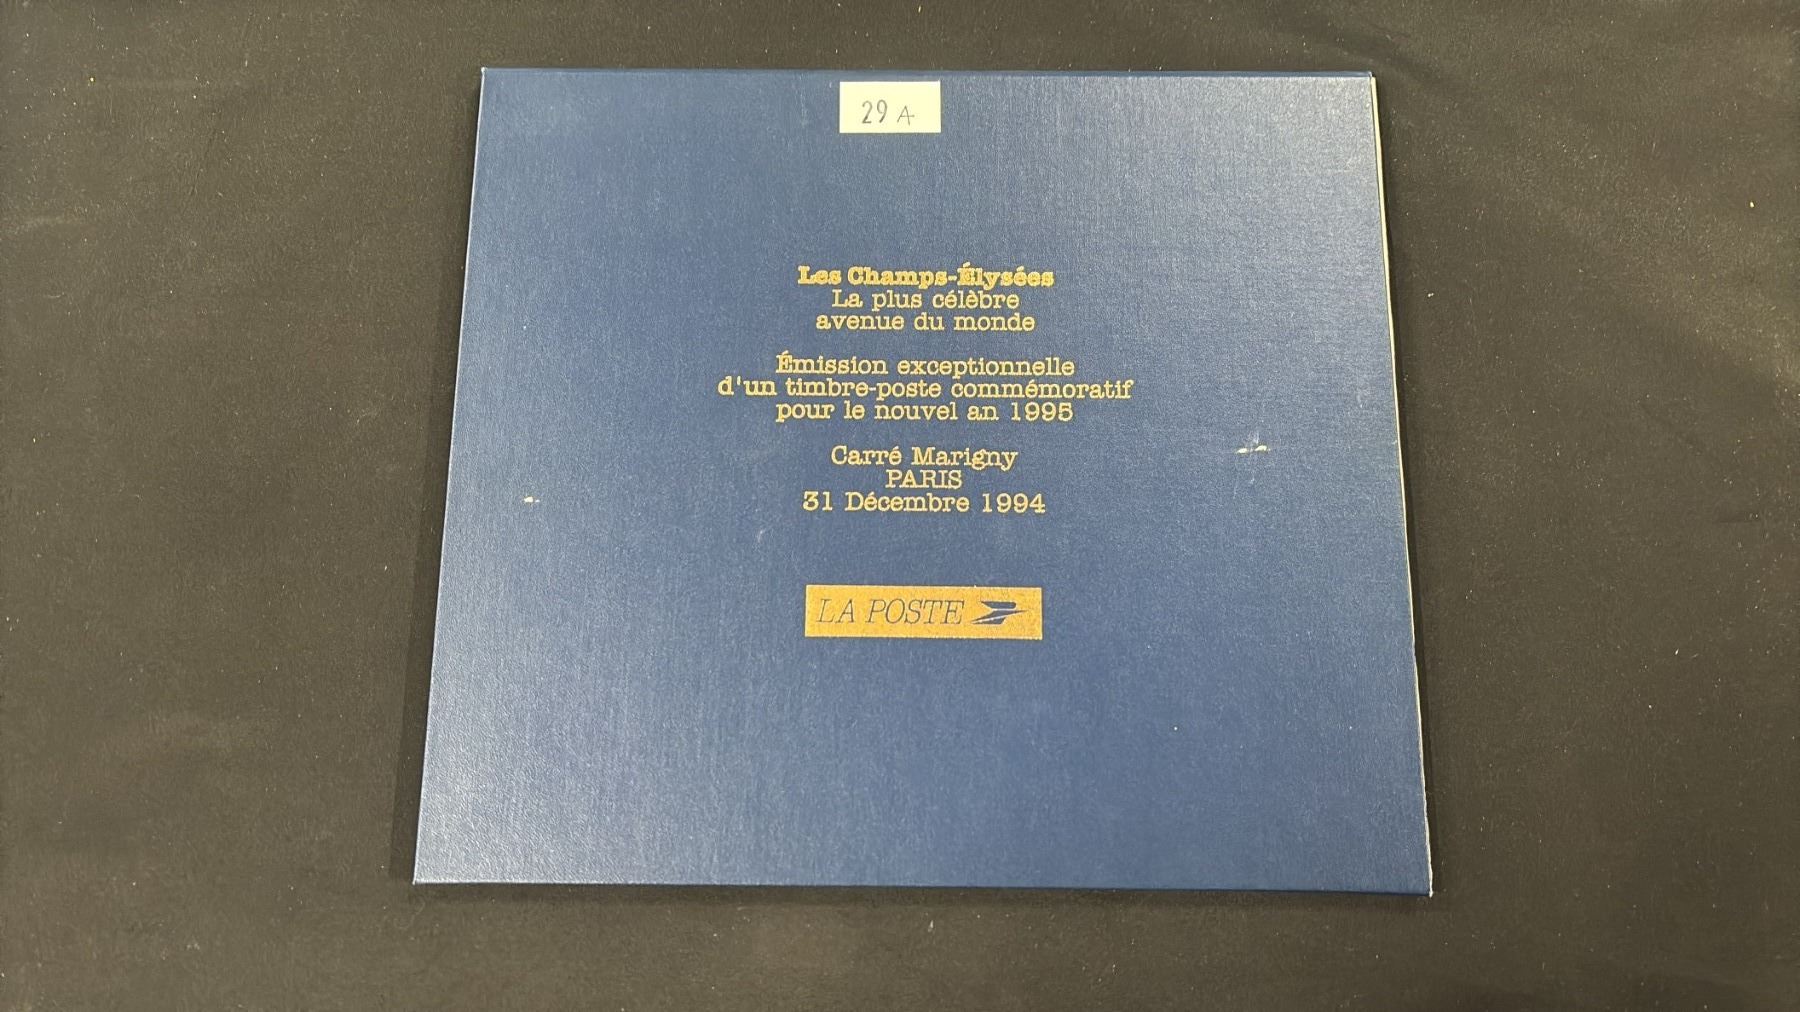 29 A
Les Champs-Élysées
La plus célèbre
avenue du monde
Émission exceptionnelle
d'un timbre-poste commémoratif
pour le nouvel an 1995
Carré Marigny
PARIS
31 Décembre 1994
LA POSTE